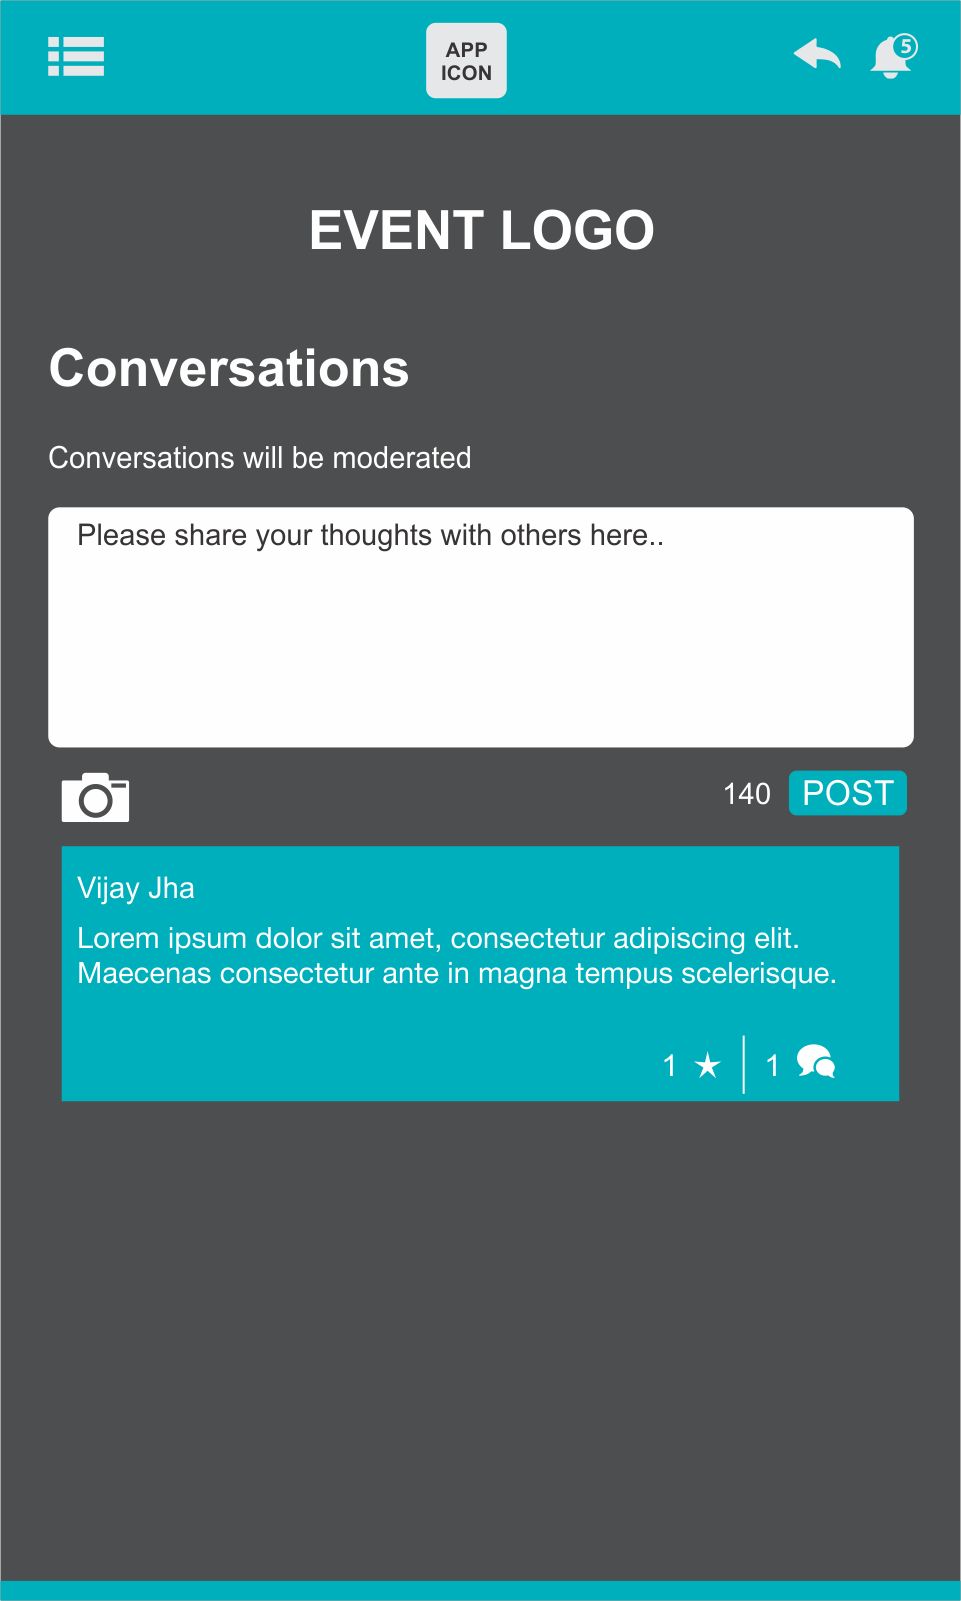 APP
ICON
5
EVENT LOGO
Conversations
Conversations will be moderated
Please share your thoughts with others here..
140 POST
Vijay Jha
Lorem ipsum dolor sit amet, consectetur adipiscing elit.
Maecenas consectetur ante in magna tempus scelerisque.
1 1